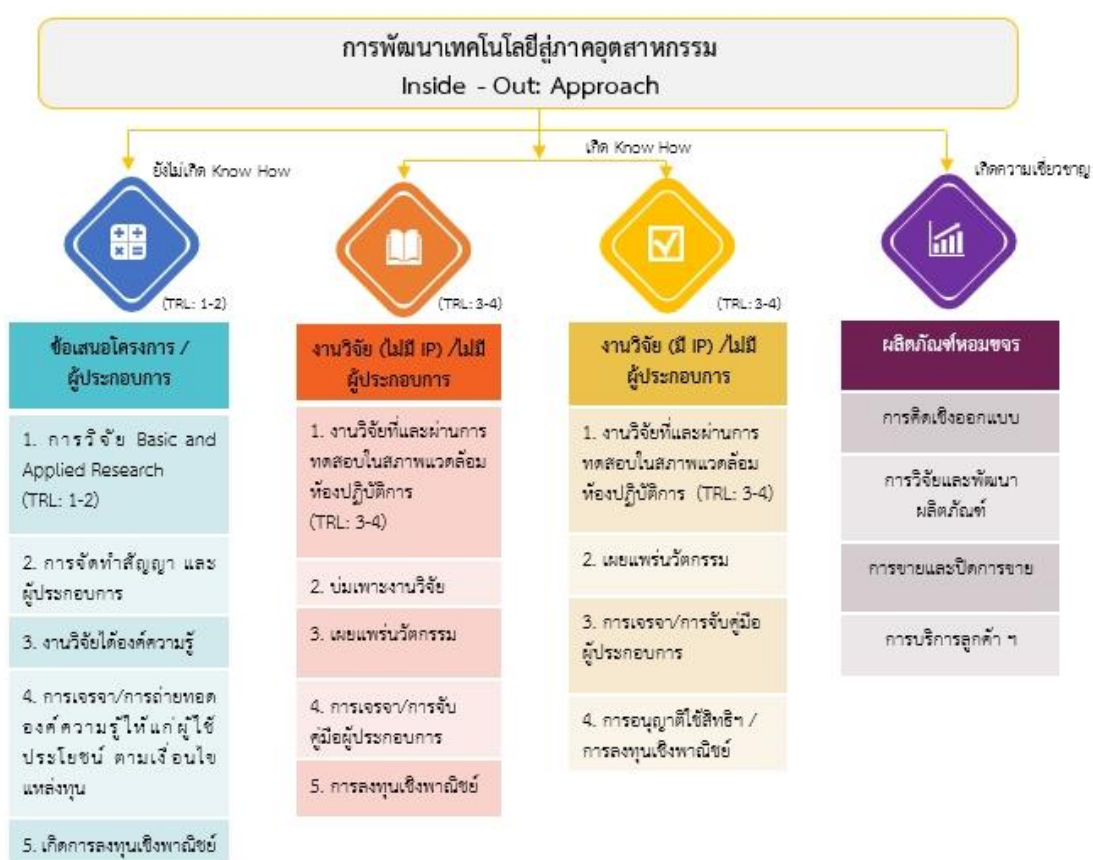 การพัฒนาเทคโนโลยีสู่ภาคอุตสาหกรรม
Inside - Out: Approach
ยังไม่เกิด Know How
เกิด Know How
เกิดความเชี่ยวชาญ
(TRL: 1-2)
ข้อเสนอโครงการ /
ผู้ประกอบการ
1. การวิจัย Basic and
Applied Research
(TRL: 1-2)
2. การจัดทำสัญญา และ
ผู้ประกอบการ
3. งานวิจัยได้องค์ความรู้
4. การเจรจา/การถ่ายทอด
องค์ความรู้ให้แก่ผู้ใช้
ประโยชน์ ตามเงื่อนไข
แหล่งทุน
5. เกิดการลงทุนเชิงพาณิชย์
(TRL: 3-4)
งานวิจัย (ไม่มี IP) /ไม่มี
ผู้ประกอบการ
1. งานวิจัยที่และผ่านการ
ทดสอบในสภาพแวดล้อม
ห้องปฏิบัติการ
(TRL: 3-4)
2. บ่มเพาะงานวิจัย
3. เผยแพร่นวัตกรรม
4. การเจรจา/การจับ
คู่มือผู้ประกอบการ
5. การลงทุนเชิงพาณิชย์
(TRL: 3-4)
งานวิจัย (มี IP) /ไม่มี
ผู้ประกอบการ
1. งานวิจัยที่และผ่านการ
ทดสอบในสภาพแวดล้อม
ห้องปฏิบัติการ (TRL: 3-4)
2. เผยแพร่นวัตกรรม
3. การเจรจา/การจับคู่มือ
ผู้ประกอบการ
4. การอนุญาติใช้สิทธิฯ /
การลงทุนเชิงพาณิชย์
ผลิตภัณฑ์หอมขจร
การคิดเชิงออกแบบ
การวิจัยและพัฒนา
ผลิตภัณฑ์
การขายและปิดการขาย
การบริการลูกค้า ฯ